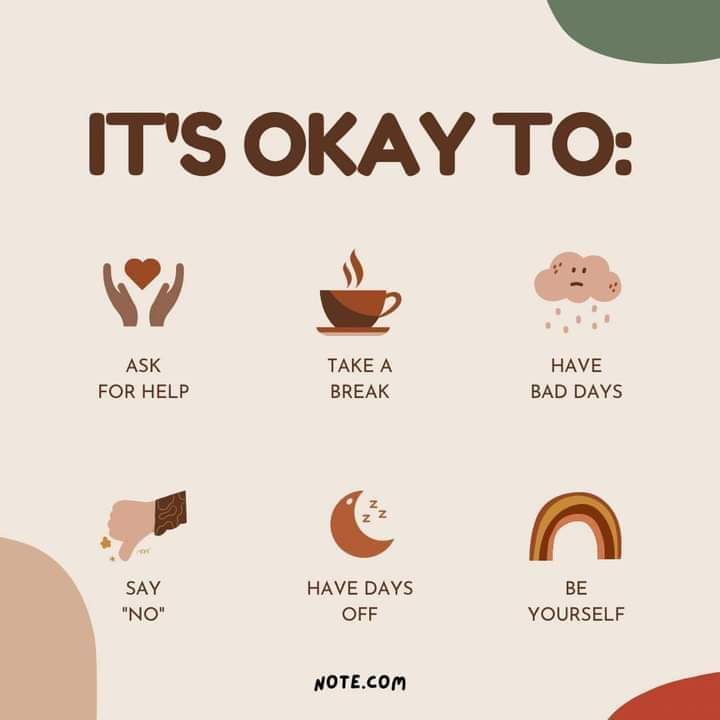 IT'S OKAY TO:
ASK
FOR HELP
TAKE A
BREAK
HAVE
BAD DAYS
SAY
"NO"
HAVE DAYS
OFF
BE
YOURSELF
NOTE.COM